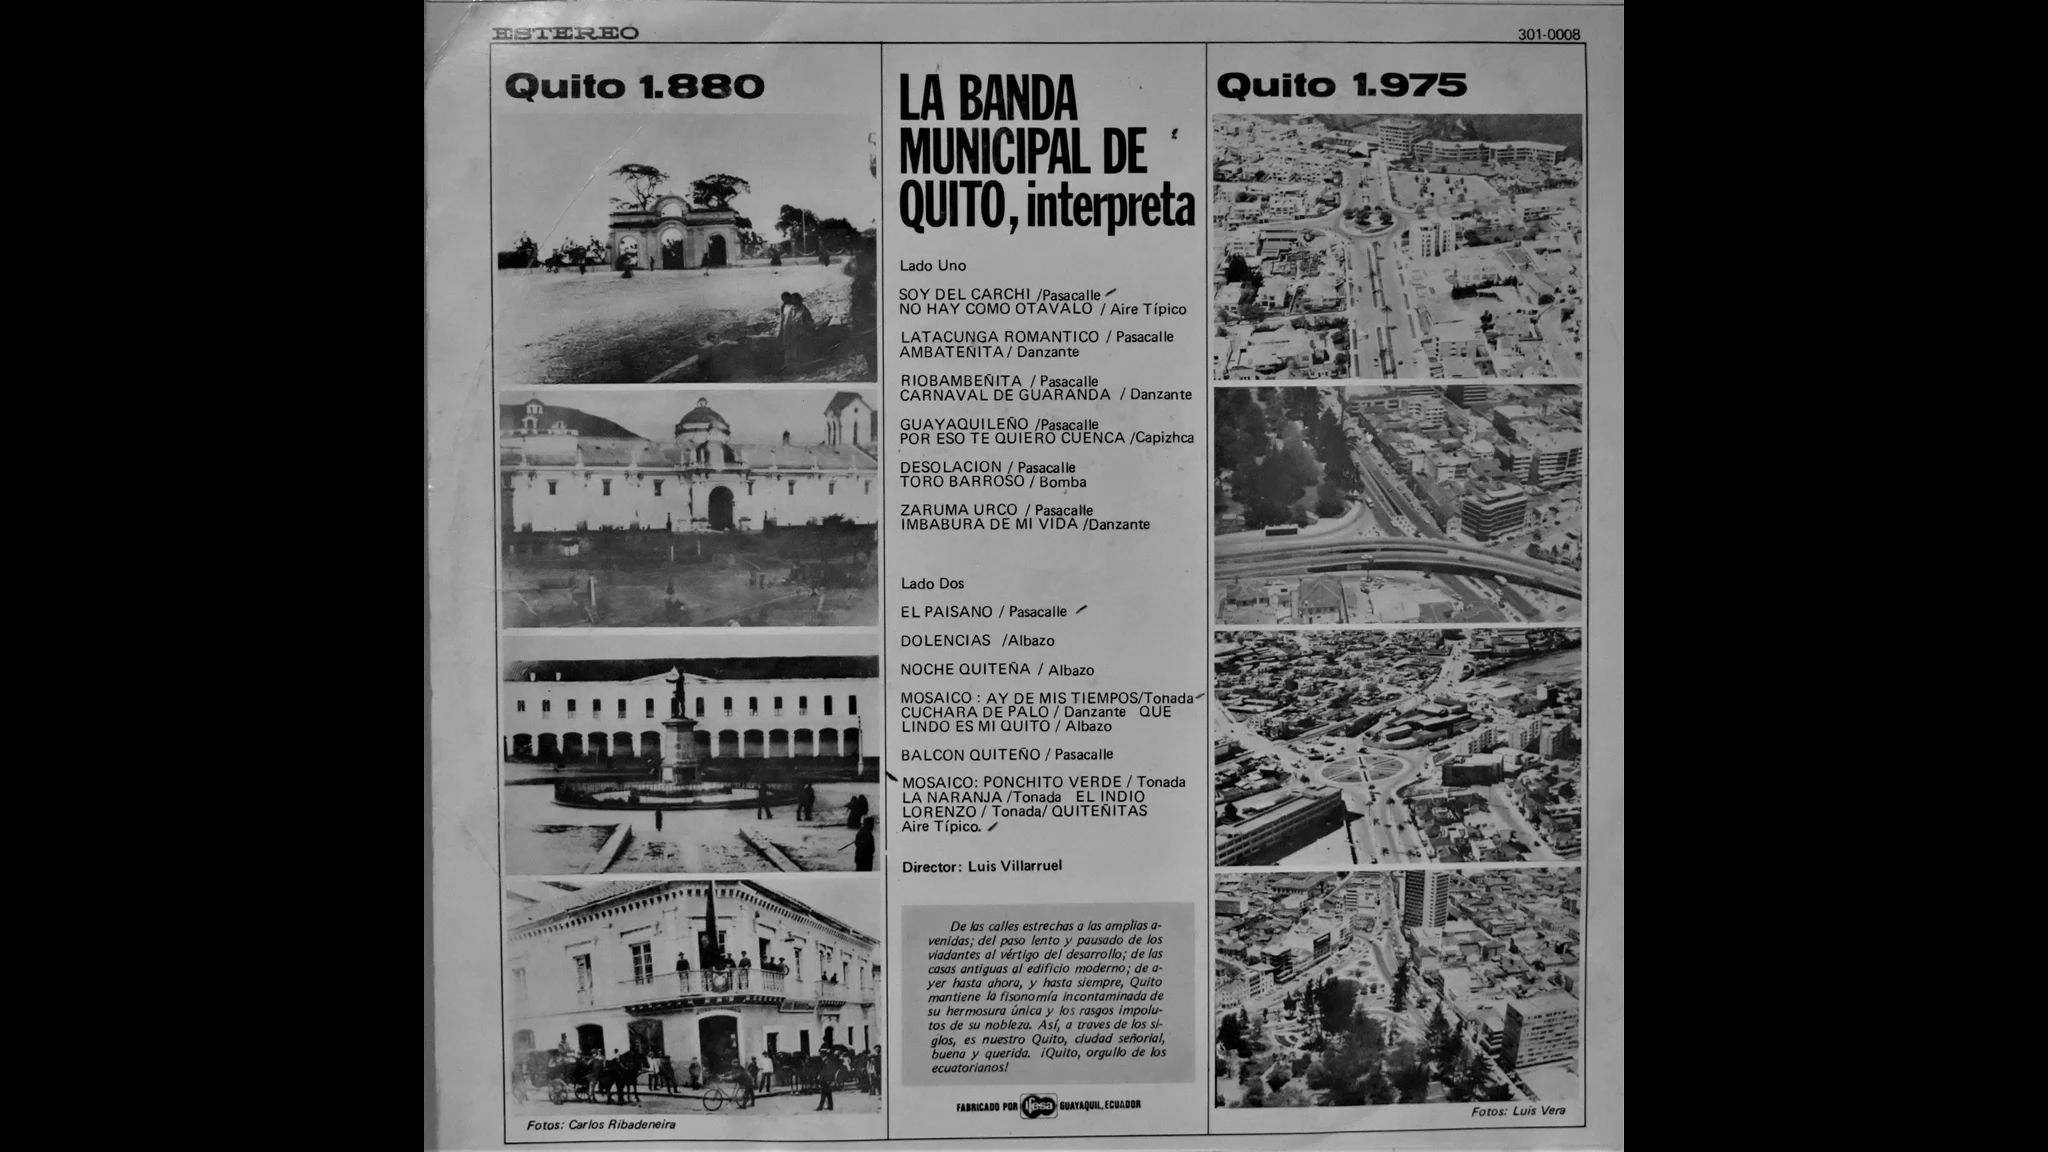 ESTEREO
301-0008
Quito 1.880
LA BANDA
MUNICIPAL DE
QUITO, interpreta
Lado Uno
SOY DEL CARCHI /Pasacalle
NO HAY COMO OTAVALO / Aire Típico
LATACUNGA ROMANTICO / Pasacalle
AMBATEÑITA / Danzante
RIOBAMBEÑITA / Pasacalle
CARNAVAL DE GUARANDA / Danzante
GUAYAQUILEÑO /Pasacalle
POR ESO TE QUIERO CUENCA /Capizhca
DESOLACION / Pasacalle
TORO BARROSO / Bomba
ZARUMA URCO / Pasacalle
IMBABURA DE MI VIDA /Danzante
Lado Dos
EL PAISANO / Pasacalle
DOLENCIAS /Albazo
NOCHE QUITEÑA / Albazo
MOSAICO : AY DE MIS TIEMPOS/Tonada
CUCHARA DE PALO / Danzante QUE
LINDO ES MI QUITO / Albazo
BALCON QUITEÑO / Pasacalle
MOSAICO: PONCHITO VERDE / Tonada
LA NARANJA /Tonada EL INDIO
LORENZO / Tonada/ QUITEÑITAS
Aire Típico.
Director: Luis Villarruel
De las calles estrechas a las amplias a-
venidas; del paso lento y pausado de los
viadantes al vértigo del desarrollo; de las
casas antiguas al edificio moderno; de a-
yer hasta ahora, y hasta siempre, Quito
mantiene la fisonomía incontaminada de
su hermosura única y los rasgos impolu-
tos de su nobleza. Así, a traves de los si-
glos, es nuestro Quito, ciudad señorial,
buena y querida. ¡Quito, orgullo de los
ecuatorianos!
FABRICADO POR ifesa GUAYAQUIL, ECUADOR
Quito 1.975
Fotos: Carlos Ribadeneira
Fotos: Luis Vera